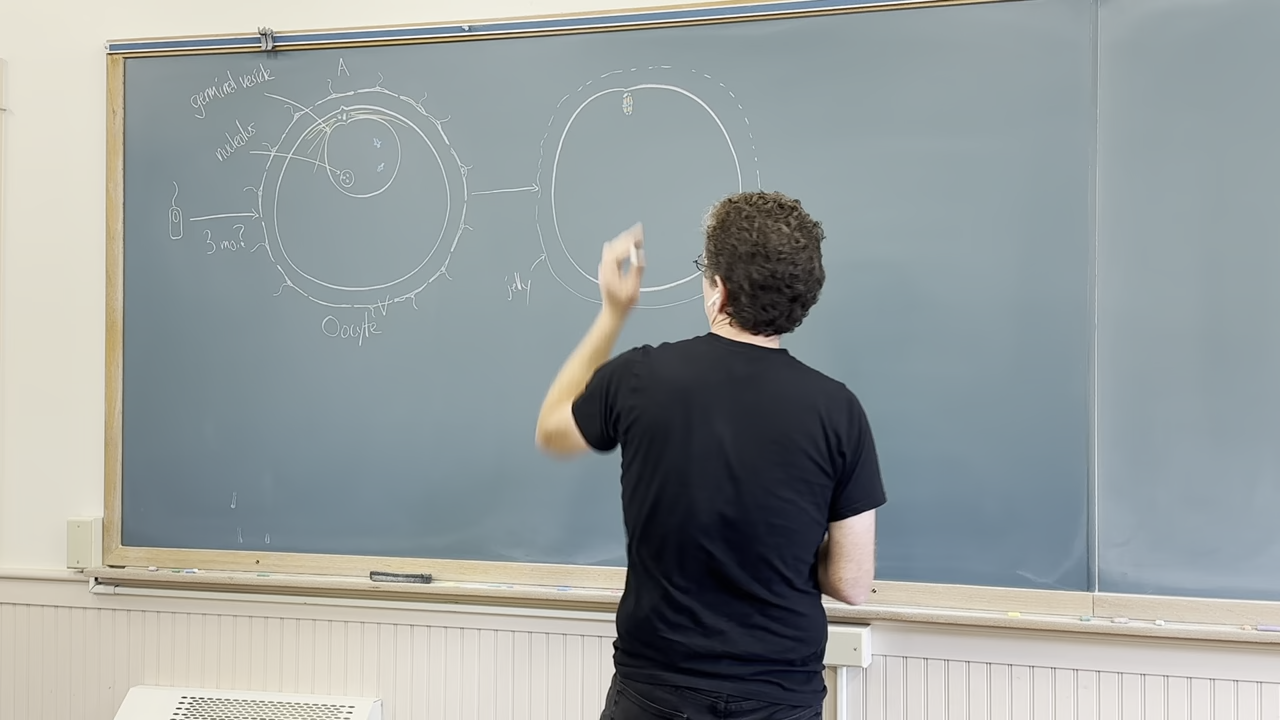 germinal vesicle
A
nucleolus
3 mo.?
jelly
V
Oocyte